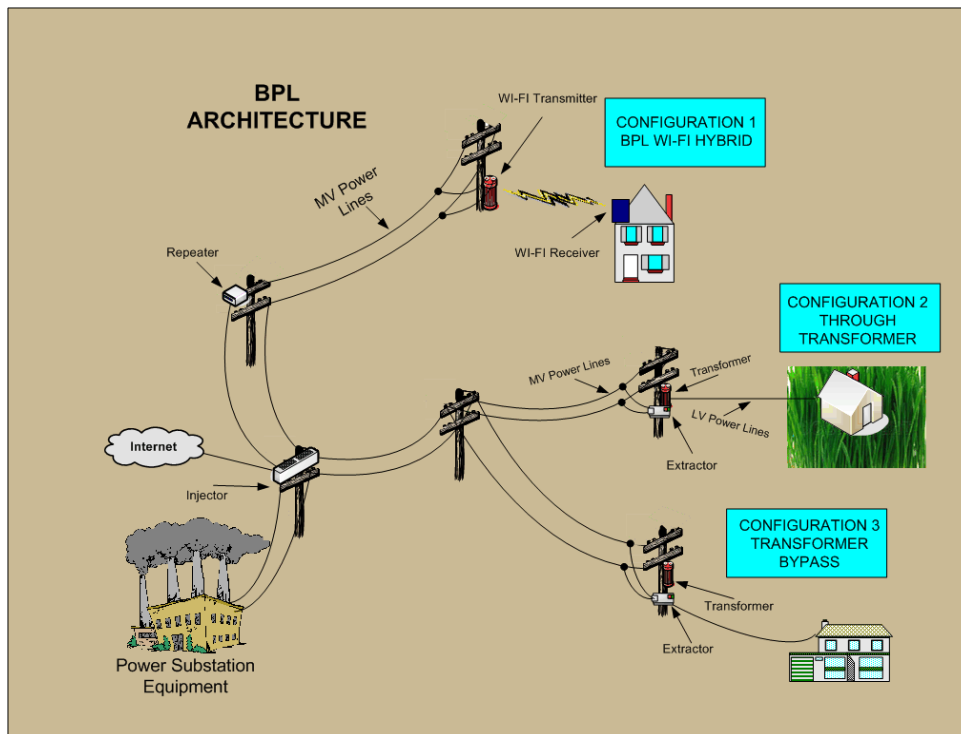 BPL
ARCHITECTURE
WI-FI Transmitter
CONFIGURATION 1
BPL WI-FI HYBRID
MV Power
Lines
Repeater
WI-FI Receiver
CONFIGURATION 2
THROUGH
TRANSFORMER
MV Power Lines
Transformer
LV Power Lines
Extractor
Internet
Injector
CONFIGURATION 3
TRANSFORMER
BYPASS
Transformer
Extractor
Power Substation
Equipment